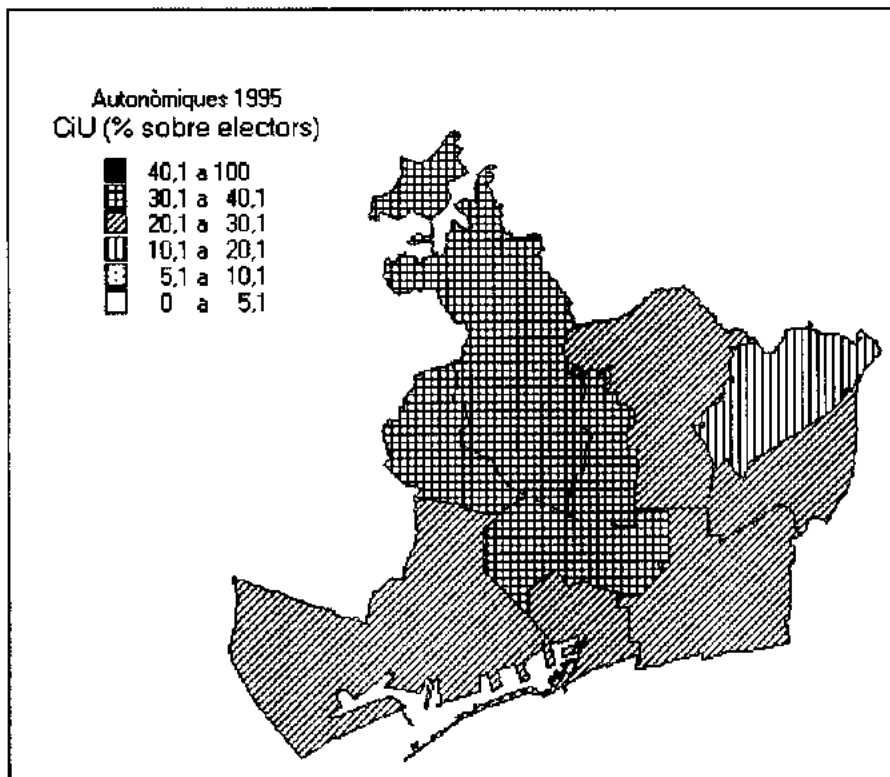 Autonòmiques 1995
CiU (% sobre electors)
40,1 a 100
30,1 a 40,1
20,1 a 30,1
10,1 a 20,1
5,1 a 10,1
0 a 5,1